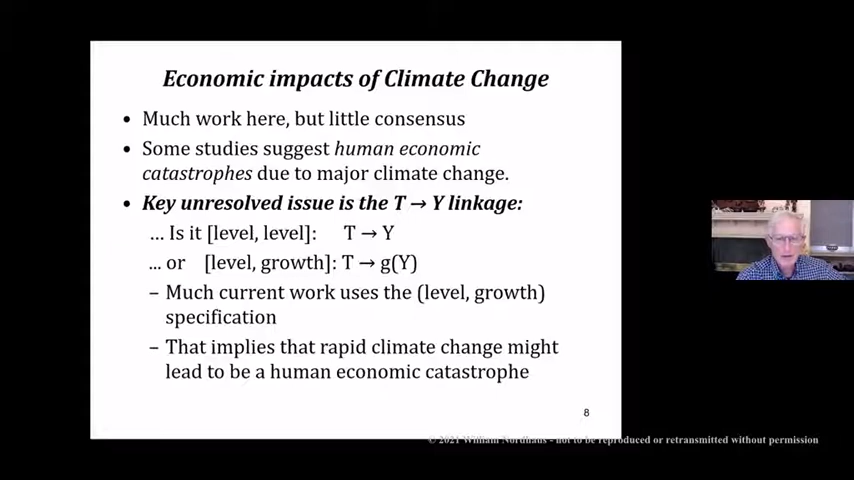 Economic impacts of Climate Change
• Much work here, but little consensus
• Some studies suggest human economic
catastrophes due to major climate change.
• Key unresolved issue is the T → Y linkage:
... Is it [level, level]: T → Y
... or [level, growth]: T → g(Y)
– Much current work uses the (level, growth)
specification
– That implies that rapid climate change might
lead to be a human economic catastrophe
8
© 2021 William Nordhaus - not to be reproduced or retransmitted without permission